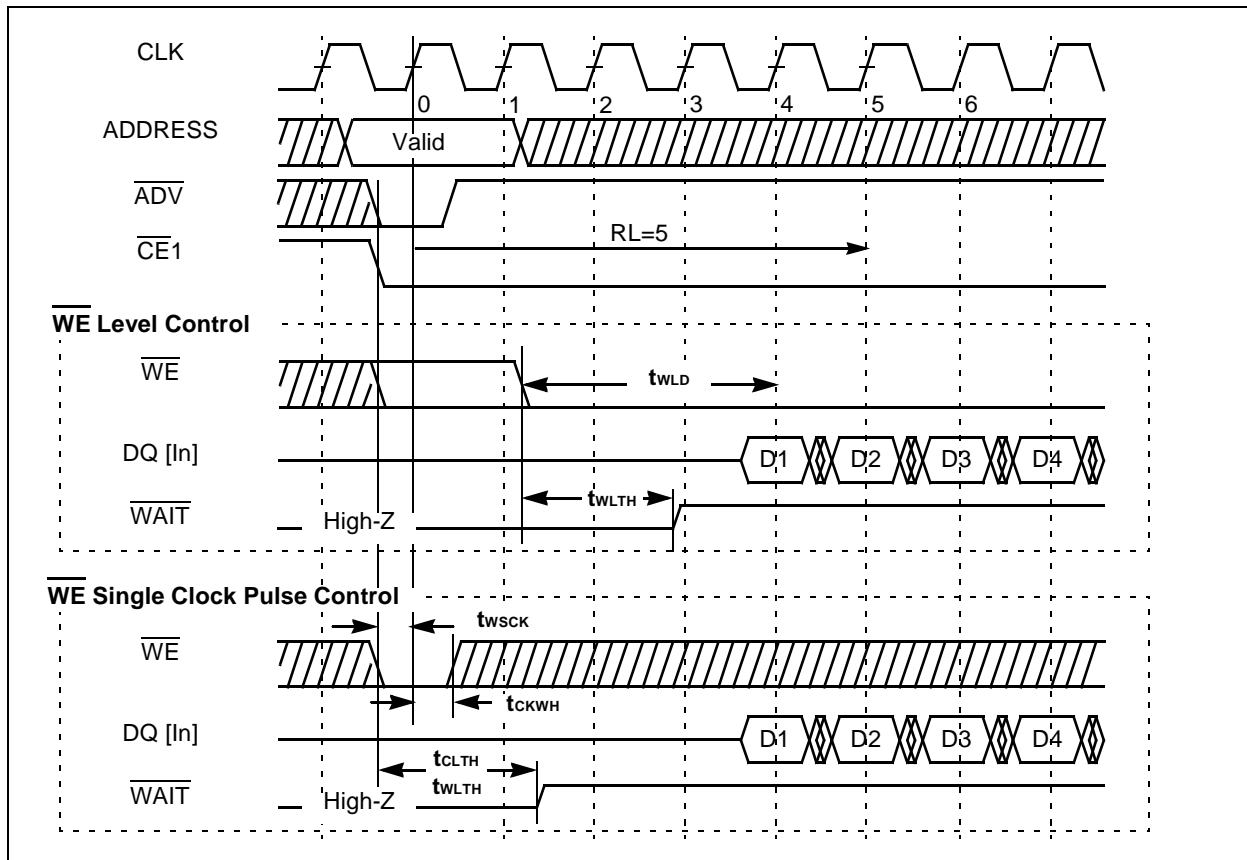 CLK
0 1 2 3 4 5 6
ADDRESS
Valid
ADV
RL=5
CE1
WE Level Control
WE
tWLD
DQ [In]
D1 D2 D3 D4
tWLTH
WAIT
High-Z
WE Single Clock Pulse Control
tWSCK
WE
tCKWH
DQ [In]
D1 D2 D3 D4
tCLTH
tWLTH
WAIT
High-Z